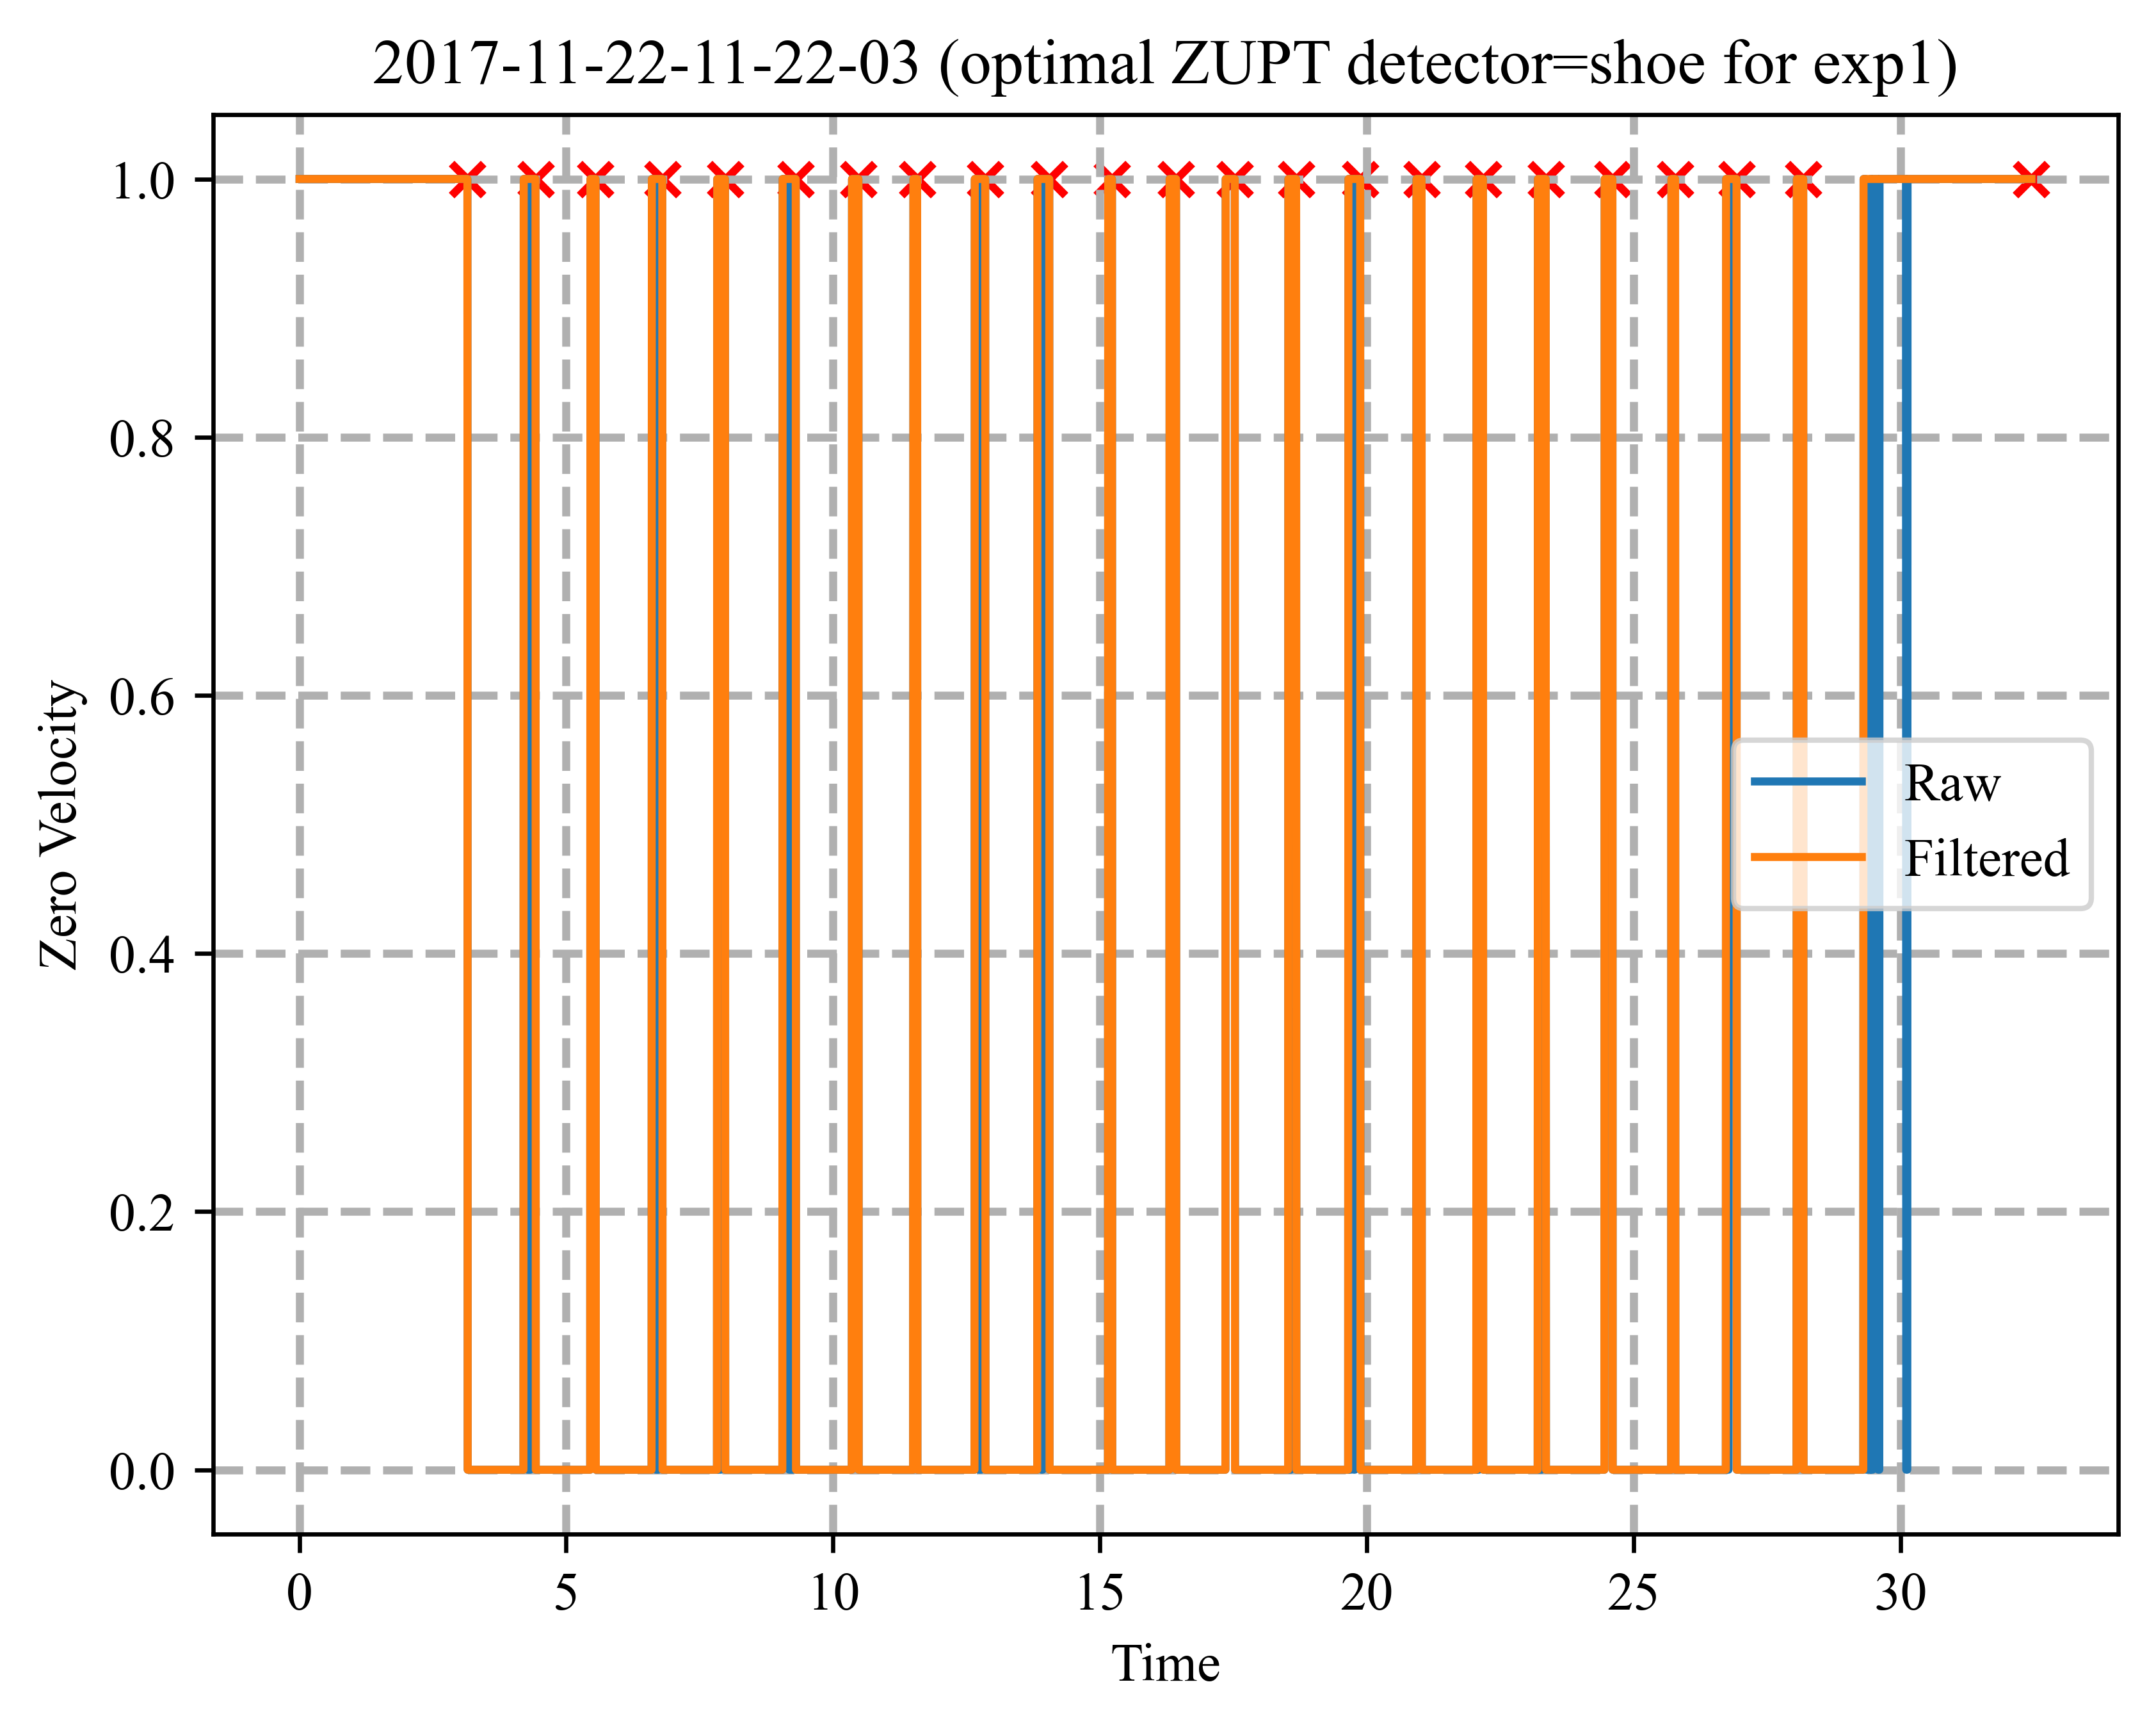 2017-11-22-11-22-03 (optimal ZUPT detector=shoe for exp1)
1.0
0.8
0.6
0.4
0.2
0.0
Zero Velocity
Raw
Filtered
0 5 10 15 20 25 30
Time